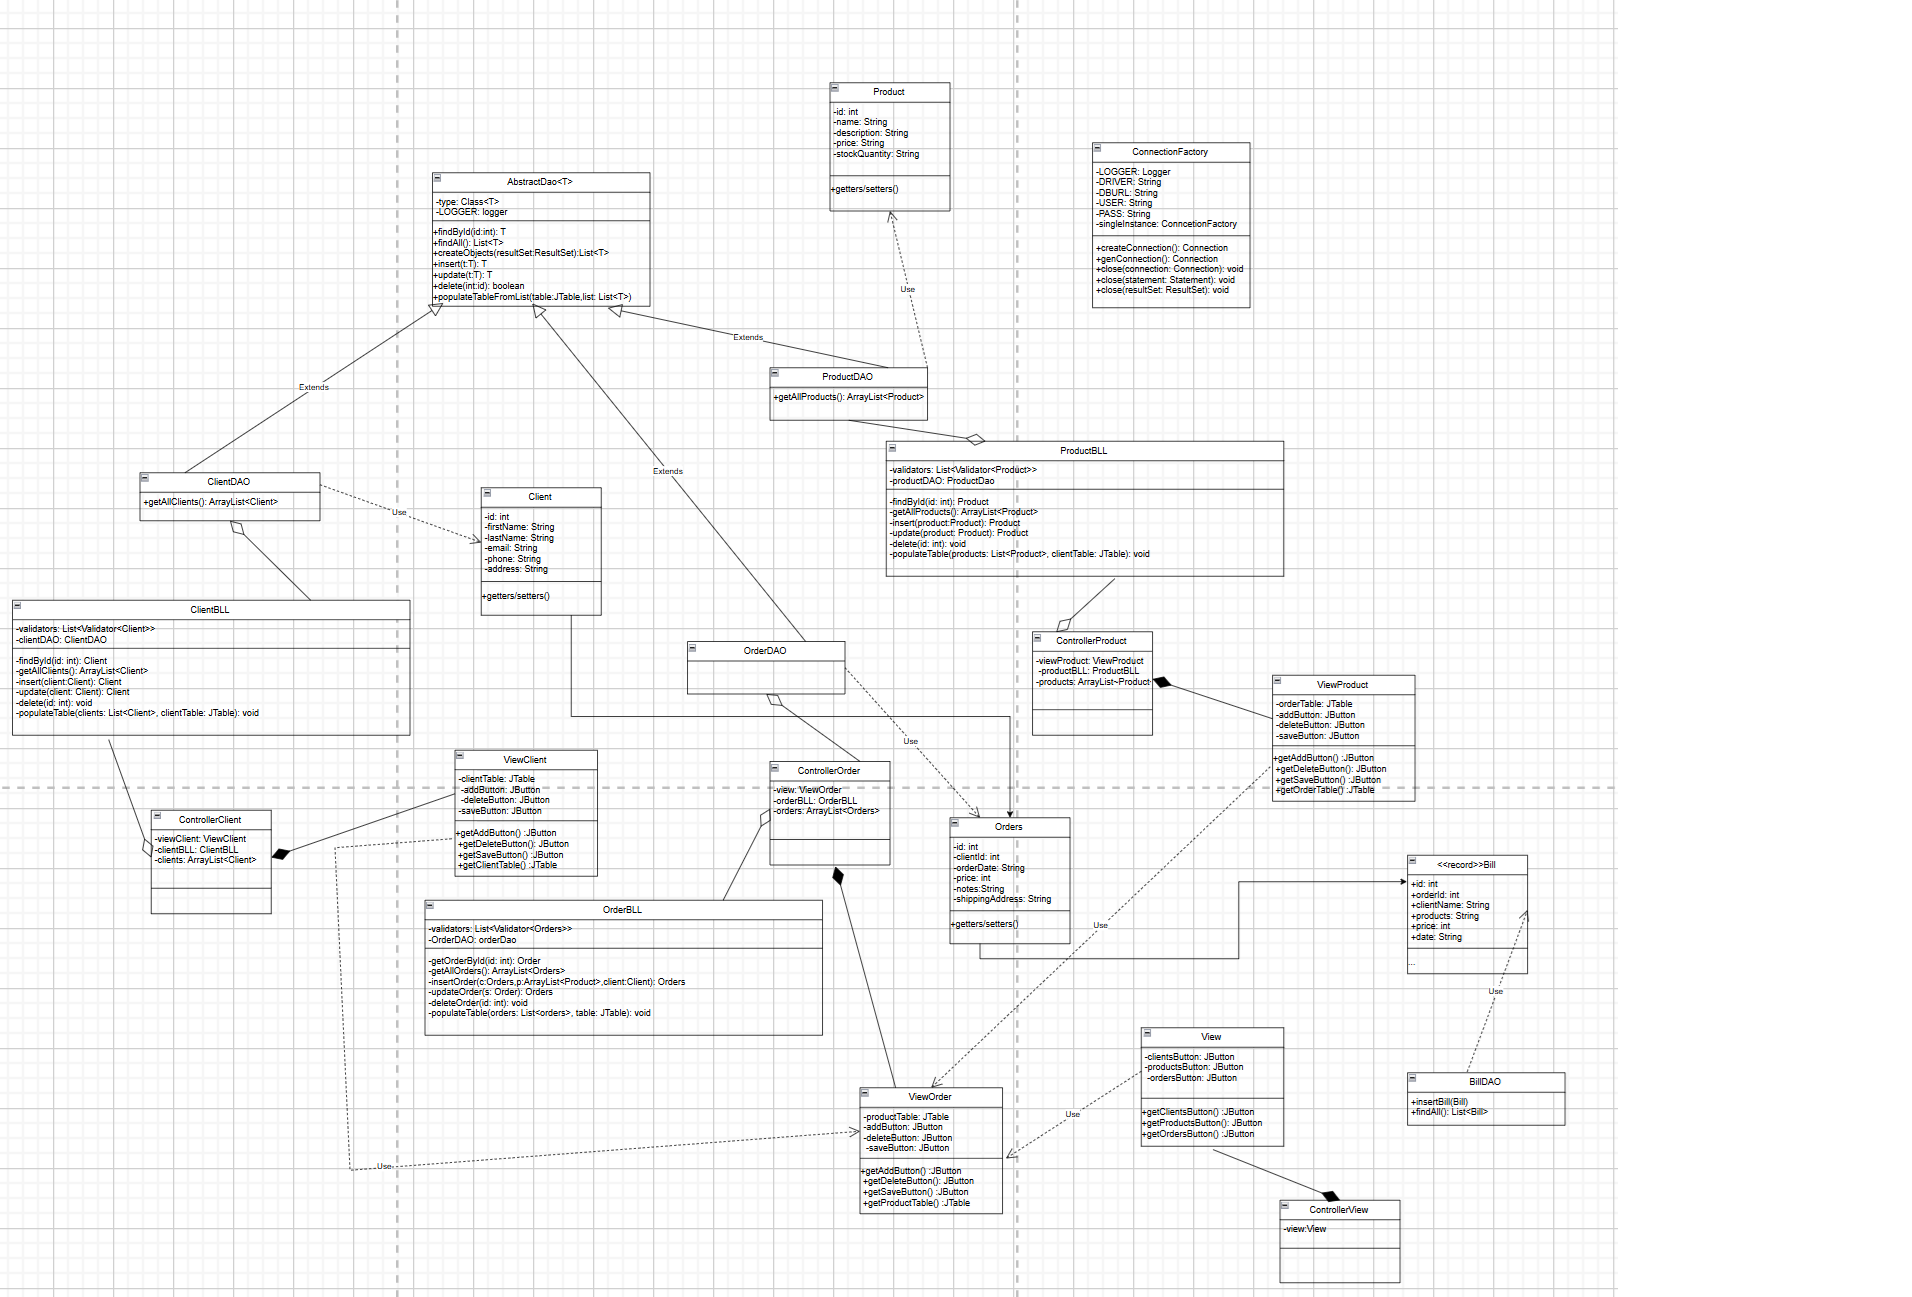 Product
-id: int
-name: String
-description: String
-price: String
-stockQuantity: String
+getters/setters()
ConnectionFactory
-LOGGER: Logger
-DRIVER: String
-DBURL: String
-USER: String
-PASS: String
-singleInstance: ConncetionFactory
+createConnection(): Connection
+genConnection(): Connection
+close(connection: Connection): void
+close(statement: Statement): void
+close(resultSet: ResultSet): void
AbstractDao<T>
-type: Class<T>
-LOGGER: logger
+findById(id:int): T
+findAll(): List<T>
+createObjects(resultSet:ResultSet):List<T>
+insert(t:T): T
+update(t:T): T
+delete(int:id): boolean
+populateTableFromList(table:JTable,list: List<T>)
Use
Extends
Extends
Extends
ProductDAO
+getAllProducts(): ArrayList<Product>
ProductBLL
-validators: List<Validator<Product>>
-productDAO: ProductDao
-findById(id: int): Product
-getAllProducts(): ArrayList<Product>
-insert(product:Product): Product
-update(product: Product): Product
-delete(id: int): void
-populateTable(products: List<Product>, clientTable: JTable): void
ClientDAO
+getAllClients(): ArrayList<Client>
Use
Client
-id: int
-firstName: String
-lastName: String
-email: String
-phone: String
-address: String
+getters/setters()
ClientBLL
-validators: List<Validator<Client>>
-clientDAO: ClientDAO
-findById(id: int): Client
-getAllClients(): ArrayList<Client>
-insert(client:Client): Client
-update(client: Client): Client
-delete(id: int): void
-populateTable(clients: List<Client>, clientTable: JTable): void
OrderDAO
Use
ControllerProduct
-viewProduct: ViewProduct
-productBLL: ProductBLL
-products: ArrayList~Product
ViewProduct
-orderTable: JTable
-addButton: JButton
-deleteButton: JButton
-saveButton: JButton
+getAddButton() :JButton
+getDeleteButton(): JButton
+getSaveButton() :JButton
+getOrderTable() :JTable
ViewClient
-clientTable: JTable
-addButton: JButton
-deleteButton: JButton
-saveButton: JButton
+getAddButton() :JButton
+getDeleteButton(): JButton
+getSaveButton() :JButton
+getClientTable() :JTable
ControllerOrder
-view: ViewOrder
-orderBLL: OrderBLL
-orders: ArrayList<Orders>
ControllerClient
-viewClient: ViewClient
-clientBLL: ClientBLL
-clients: ArrayList<Client>
Orders
-id: int
-clientId: int
-orderDate: String
-price: int
-notes:String
-shippingAddress: String
+getters/setters()
Use
<<record>>Bill
+id: int
+orderId: int
+clientName: String
+products: String
+price: int
+date: String
...
Use
OrderBLL
-validators: List<Validator<Orders>>
-OrderDAO: orderDao
-getOrderById(id: int): Order
-getAllOrders(): ArrayList<Orders>
-insertOrder(c:Orders,p:ArrayList<Product>,client:Client): Orders
-updateOrder(s: Order): Orders
-deleteOrder(id: int): void
-populateTable(orders: List<orders>, table: JTable): void
View
-clientsButton: JButton
-productsButton: JButton
-ordersButton: JButton
+getClientsButton() :JButton
+getProductsButton(): JButton
+getOrdersButton() :JButton
Use
BillDAO
+insertBill(Bill)
+findAll(): List<Bill>
ViewOrder
-productTable: JTable
-addButton: JButton
-deleteButton: JButton
-saveButton: JButton
+getAddButton() :JButton
+getDeleteButton(): JButton
+getSaveButton() :JButton
+getProductTable() :JTable
Use
ControllerView
-view:View